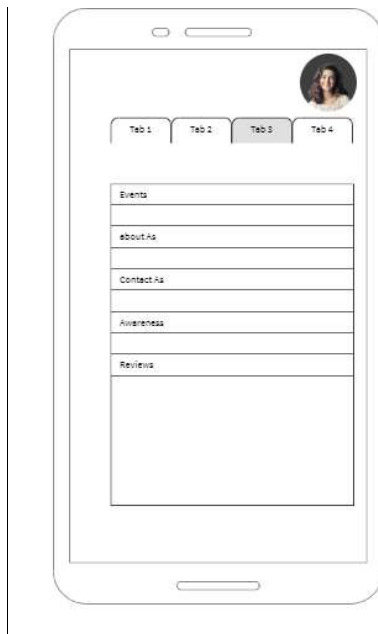 Tab 1 Tab 2 Tab 3 Tab 4
Events
about As
Contact As
Awareness
Reviews